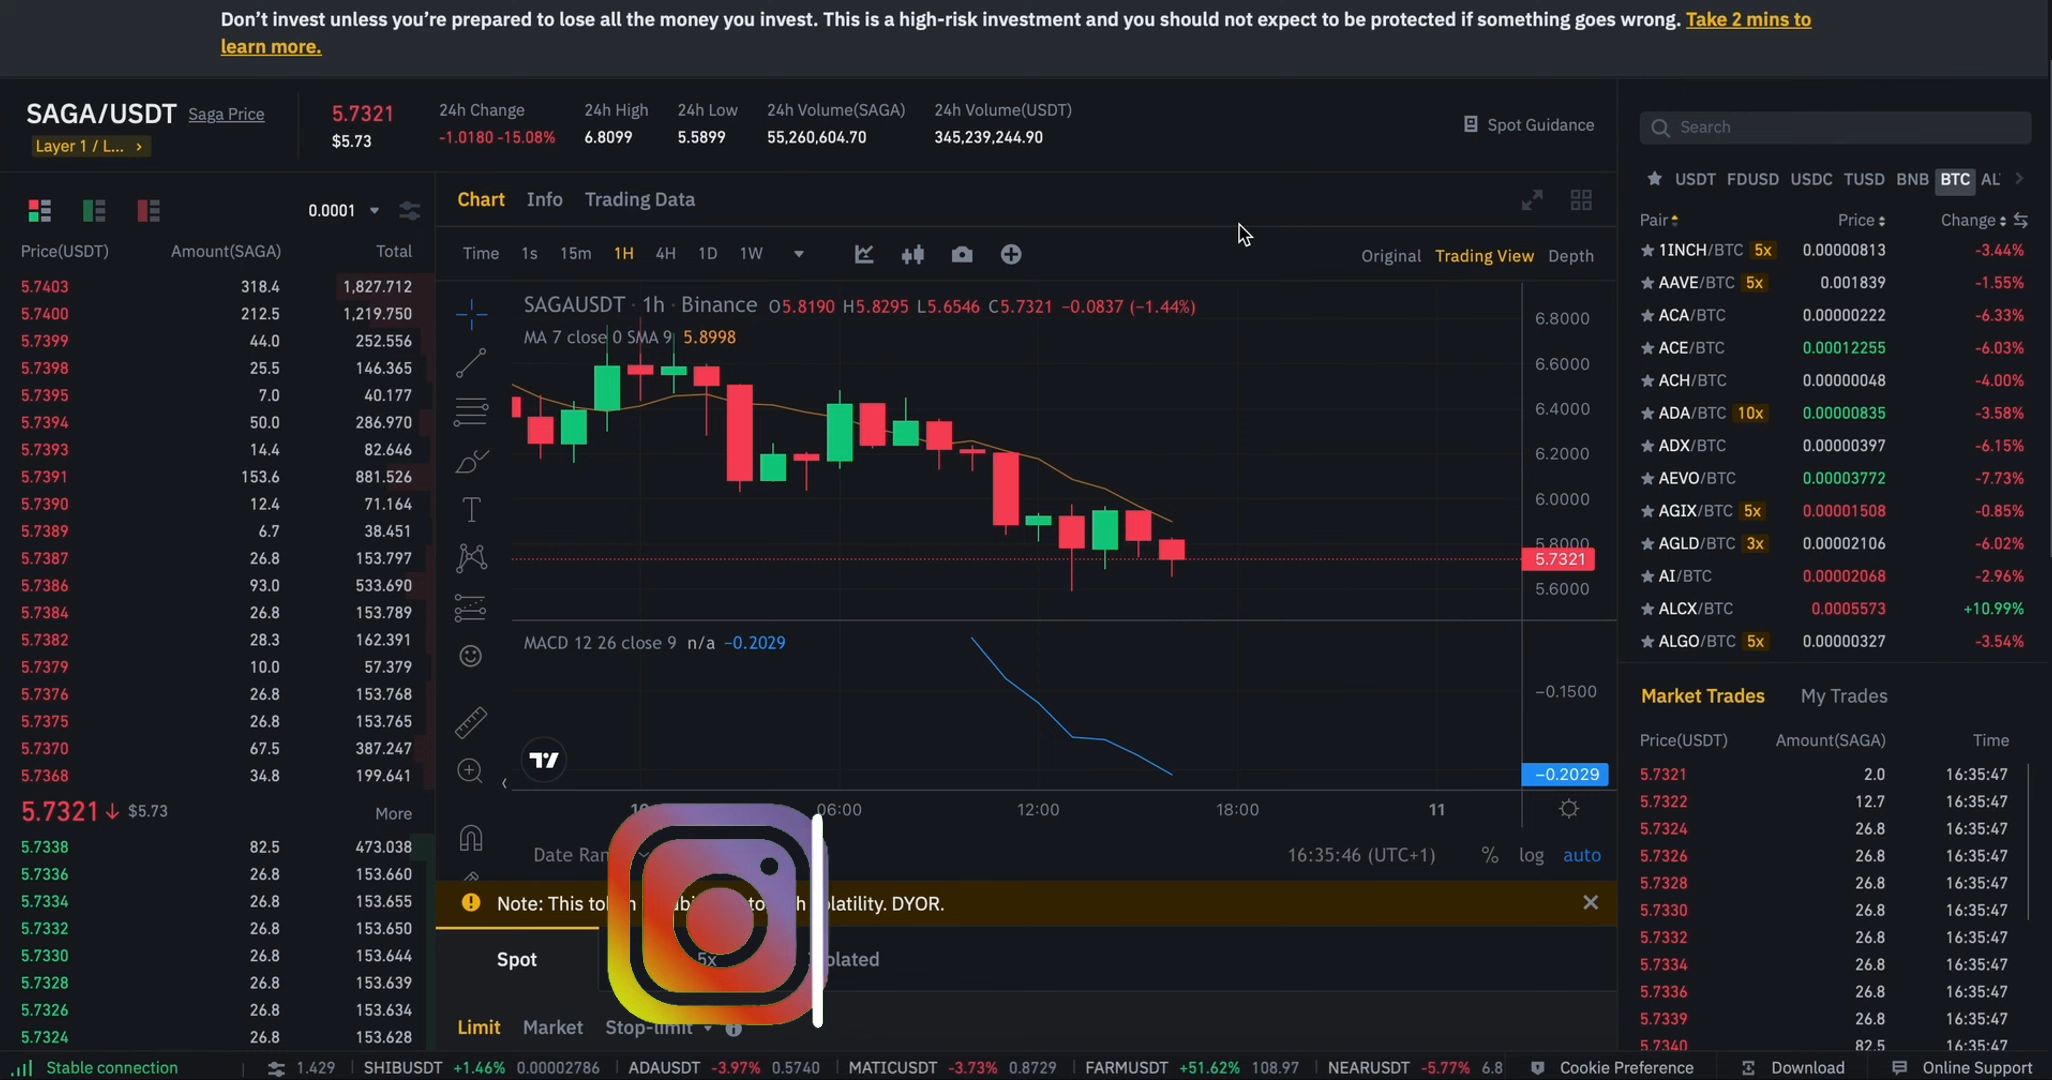 Don't invest unless you're prepared to lose all the money you invest. This is a high-risk investment and you should not expect to be protected if something goes wrong. Take 2 mins to
learn more.
SAGA/USDT Saga Price
Layer 1 / L... ›
5.7321
$5.73
24h Change
-1.0180 -15.08%
24h High
6.8099
24h Low
5.5899
24h Volume(SAGA)
55,260,604.70
24h Volume(USDT)
345,239,244.90
Spot Guidance
0.0001
Price(USDT) Amount(SAGA) Total
5.7403 318.4 1,827.712
5.7400 212.5 1,219.750
5.7399 44.0 252.556
5.7398 25.5 146.365
5.7395 7.0 40.177
5.7394 50.0 286.970
5.7393 14.4 82.646
5.7391 153.6 881.526
5.7390 12.4 71.164
5.7389 6.7 38.451
5.7387 26.8 153.797
5.7386 93.0 533.690
5.7384 26.8 153.789
5.7382 28.3 162.391
5.7379 10.0 57.379
5.7376 26.8 153.768
5.7375 26.8 153.765
5.7370 67.5 387.247
5.7368 34.8 199.641
5.7321 ↓ $5.73 More
5.7338 82.5 473.038
5.7336 26.8 153.660
5.7334 26.8 153.655
5.7332 26.8 153.650
5.7330 26.8 153.644
5.7328 26.8 153.639
5.7326 26.8 153.634
5.7324 26.8 153.628
Chart Info Trading Data
Time 1s 15m 1H 4H 1D 1W
Original Trading View Depth
SAGAUSDT · 1h · Binance O5.8190 H5.8295 L5.6546 C5.7321 -0.0837 (-1.44%)
MA 7 close 0 SMA 9 5.8998
6.8000
6.6000
6.4000
6.2000
6.0000
5.8000
5.7321
5.6000
MACD 12 26 close 9 n/a -0.2029
-0.1500
-0.2029
06:00 12:00 18:00 11
Date 16:35:46 (UTC+1) % log auto
Note: This DYOR.
Spot 5x
Limit Market Stop-limit
Search
USDT FDUSD USDC TUSD BNB BTC AL
Pair Price Change
1INCH/BTC 5x 0.00000813 -3.44%
AAVE/BTC 5x 0.001839 -1.55%
ACA/BTC 0.00000222 -6.33%
ACE/BTC 0.00012255 -6.03%
ACH/BTC 0.00000048 -4.00%
ADA/BTC 10x 0.00000835 -3.58%
ADX/BTC 0.00000397 -6.15%
AEVO/BTC 0.00003772 -7.73%
AGIX/BTC 5x 0.00001508 -0.85%
AGLD/BTC 3x 0.00002106 -6.02%
AI/BTC 0.00002068 -2.96%
ALCX/BTC 0.0005573 +10.99%
ALGO/BTC 5x 0.00000327 -3.54%
Market Trades My Trades
Price(USDT) Amount(SAGA) Time
5.7321 2.0 16:35:47
5.7322 12.7 16:35:47
5.7324 26.8 16:35:47
5.7326 26.8 16:35:47
5.7328 26.8 16:35:47
5.7330 26.8 16:35:47
5.7332 26.8 16:35:47
5.7334 26.8 16:35:47
5.7336 26.8 16:35:47
5.7339 26.8 16:35:47
5.7340 82.5 16:35:47
Stable connection 1.429 SHIBUSDT +1.46% 0.00002786 ADAUSDT -3.97% 0.5740 MATICUSDT -3.73% 0.8729 FARMUSDT +51.62% 108.97 NEARUSDT -5.77% 6.8 Cookie Preference Download Online Support